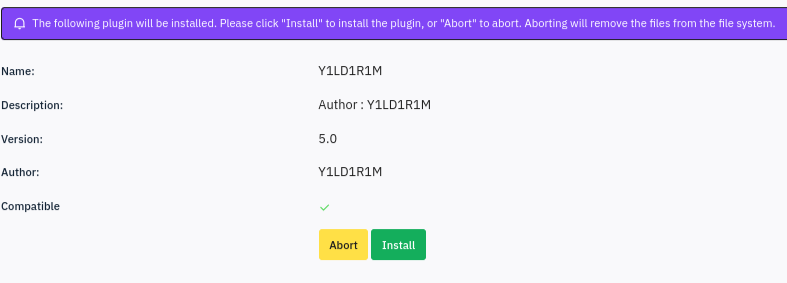 The following plugin will be installed. Please click "Install" to install the plugin, or "Abort" to abort. Aborting will remove the files from the file system.
Name: Y1LD1R1M
Description: Author : Y1LD1R1M
Version: 5.0
Author: Y1LD1R1M
Compatible
Abort Install